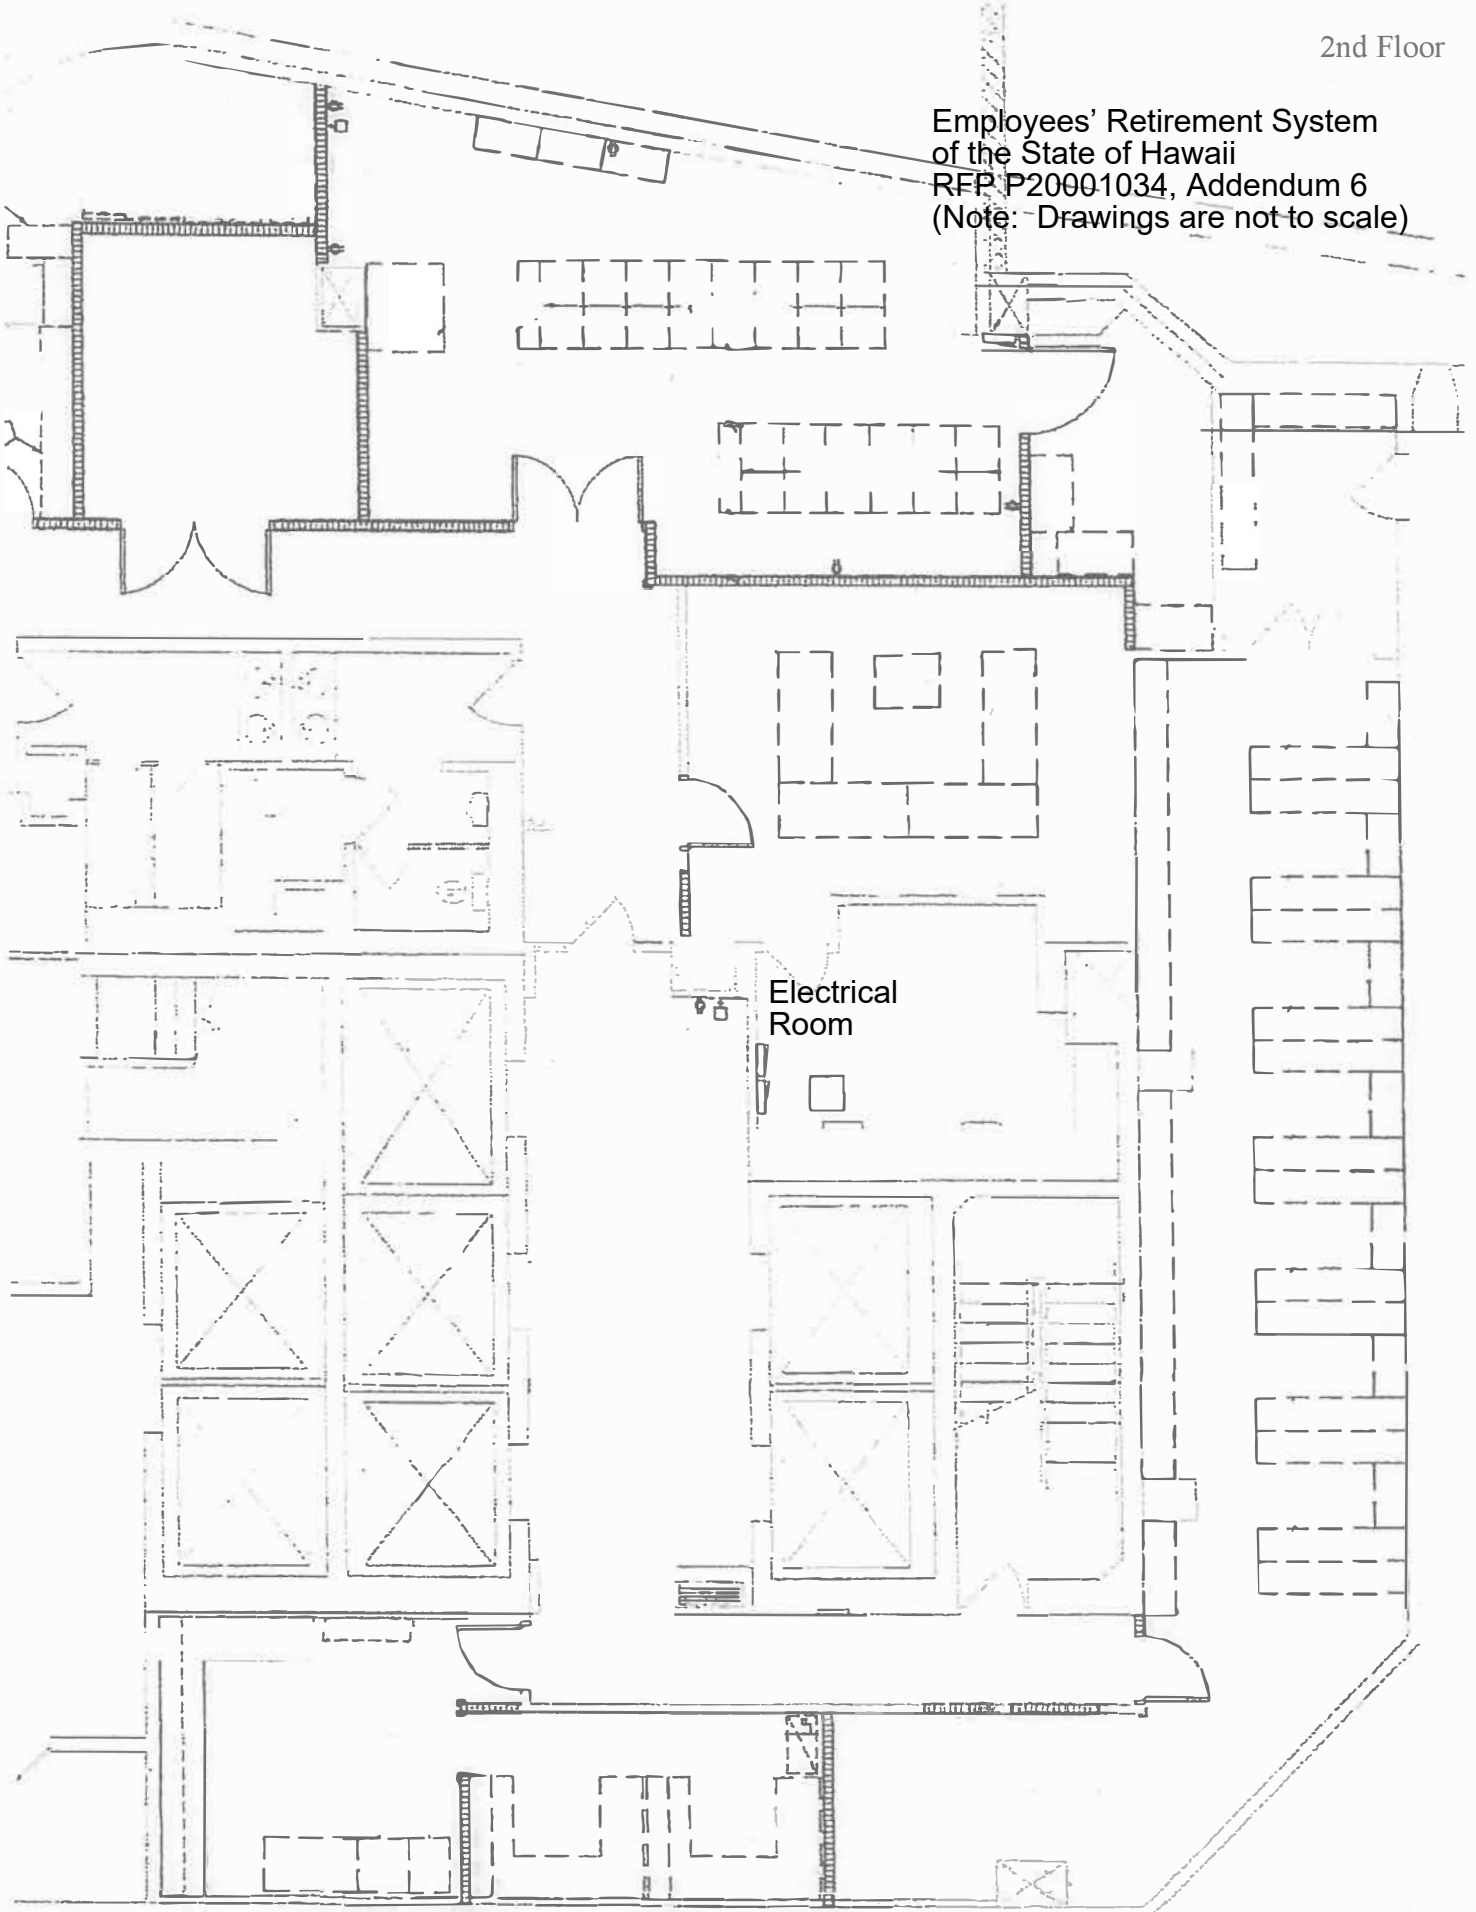 2nd Floor
Employees’ Retirement System
of the State of Hawaii
RFP P20001034, Addendum 6
(Note:  Drawings are not to scale)
Electrical
Room